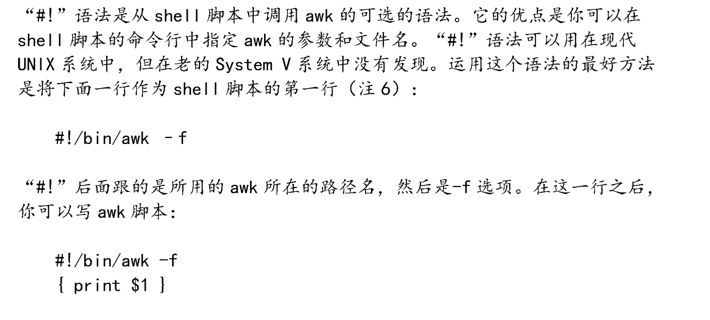 “#!”语法是从 shell 脚本中调用 awk 的可选的语法。它的优点是你可以在
shell 脚本的命令行中指定 awk 的参数和文件名。“#!”语法可以用在现代
UNIX 系统中，但在老的 System V 系统中没有发现。运用这个语法的最好方法
是将下面一行作为 shell 脚本的第一行（注 6）：
#!/bin/awk –f
“#!”后面跟的是所用的 awk 所在的路径名，然后是-f 选项。在这一行之后，
你可以写 awk 脚本：
#!/bin/awk -f
{ print $1 }